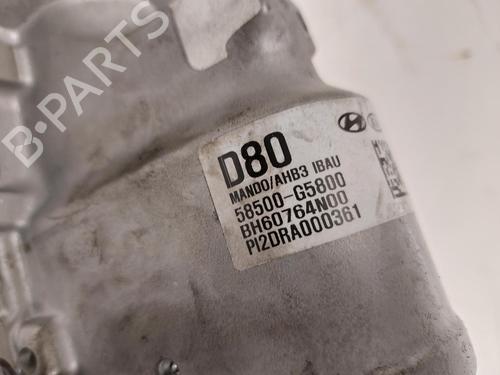 B-PARTS
D80
MANDO/AHB3 IBAU
58500-G5800
BH60764N00
PI2DRA000361